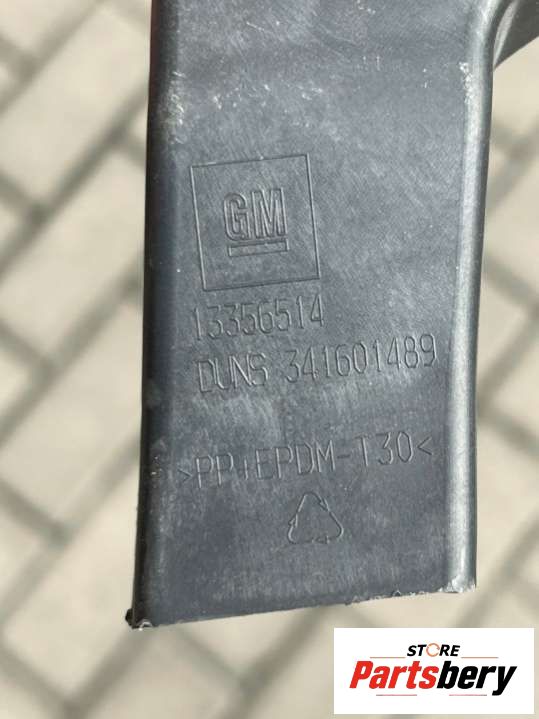 GM
13356514
DUNS 341601489
>PP+EPDM-T30<
STORE
Partsbery